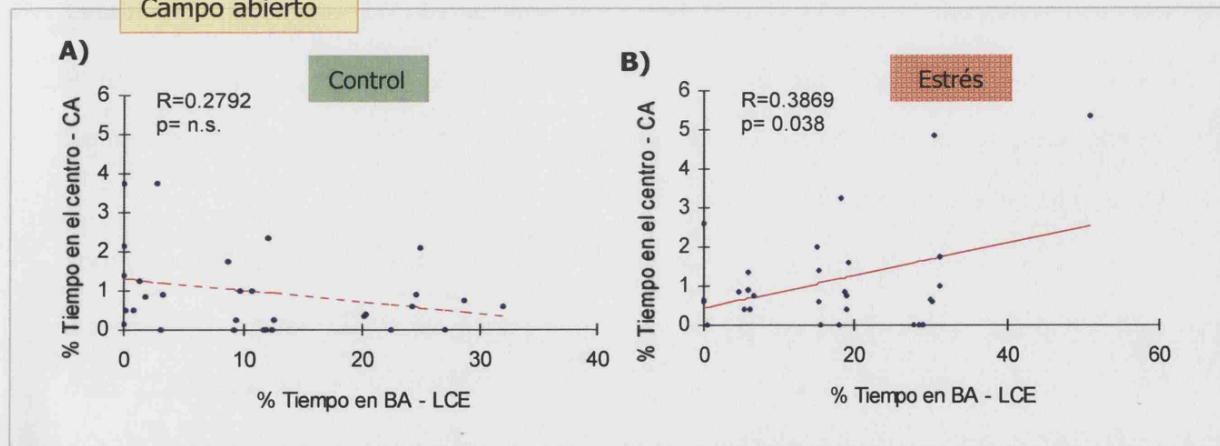 Campo abierto
A)
Control
R=0.2792
p= n.s.
% Tiempo en el centro - CA
6
5
4
3
2
1
0
0 10 20 30 40
% Tiempo en BA - LCE
B)
Estrés
R=0.3869
p= 0.038
% Tiempo en el centro - CA
6
5
4
3
2
1
0
0 20 40 60
% Tiempo en BA - LCE